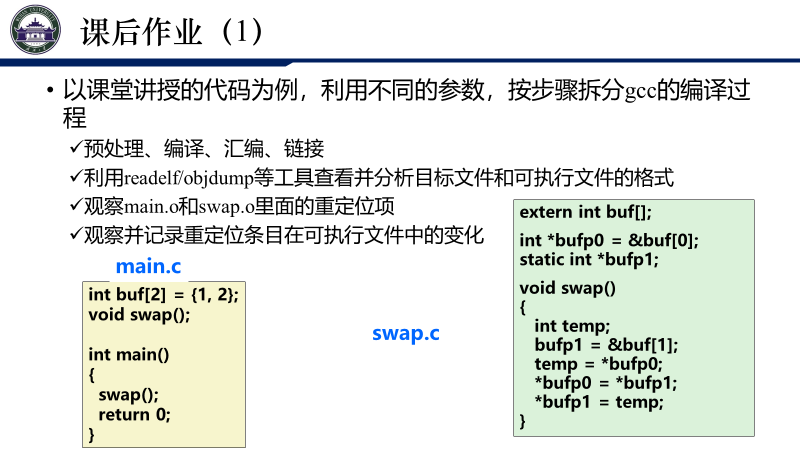 课后作业（1）
• 以课堂讲授的代码为例，利用不同的参数，按步骤拆分gcc的编译过
程
✓预处理、编译、汇编、链接
✓利用readelf/objdump等工具查看并分析目标文件和可执行文件的格式
✓观察main.o和swap.o里面的重定位项
✓观察并记录重定位条目在可执行文件中的变化
main.c
int buf[2] = {1, 2};
void swap();
int main()
{
swap();
return 0;
}
swap.c
extern int buf[];
int *bufp0 = &buf[0];
static int *bufp1;
void swap()
{
int temp;
bufp1 = &buf[1];
temp = *bufp0;
*bufp0 = *bufp1;
*bufp1 = temp;
}